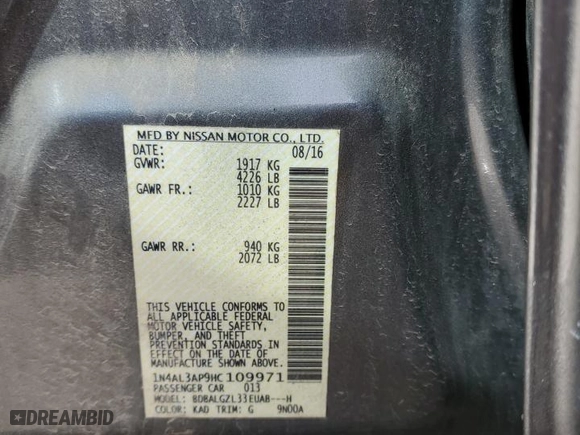 MFD BY NISSAN MOTOR CO., LTD.
DATE: 08/16
GVWR: 1917 KG
4226 LB
GAWR FR.: 1010 KG
2227 LB
GAWR RR.: 940 KG
2072 LB
THIS VEHICLE CONFORMS TO
ALL APPLICABLE FEDERAL
MOTOR VEHICLE SAFETY,
BUMPER, AND THEFT
PREVENTION STANDARDS IN
EFFECT ON THE DATE OF
MANUFACTURE SHOWN ABOVE.
1N4AL3AP9HC109971
PASSENGER CAR 013
MODEL: BDBALGZL33EUAB---H
COLOR: KAD TRIM: G 9N00A
DREAMBID
DREAMBID